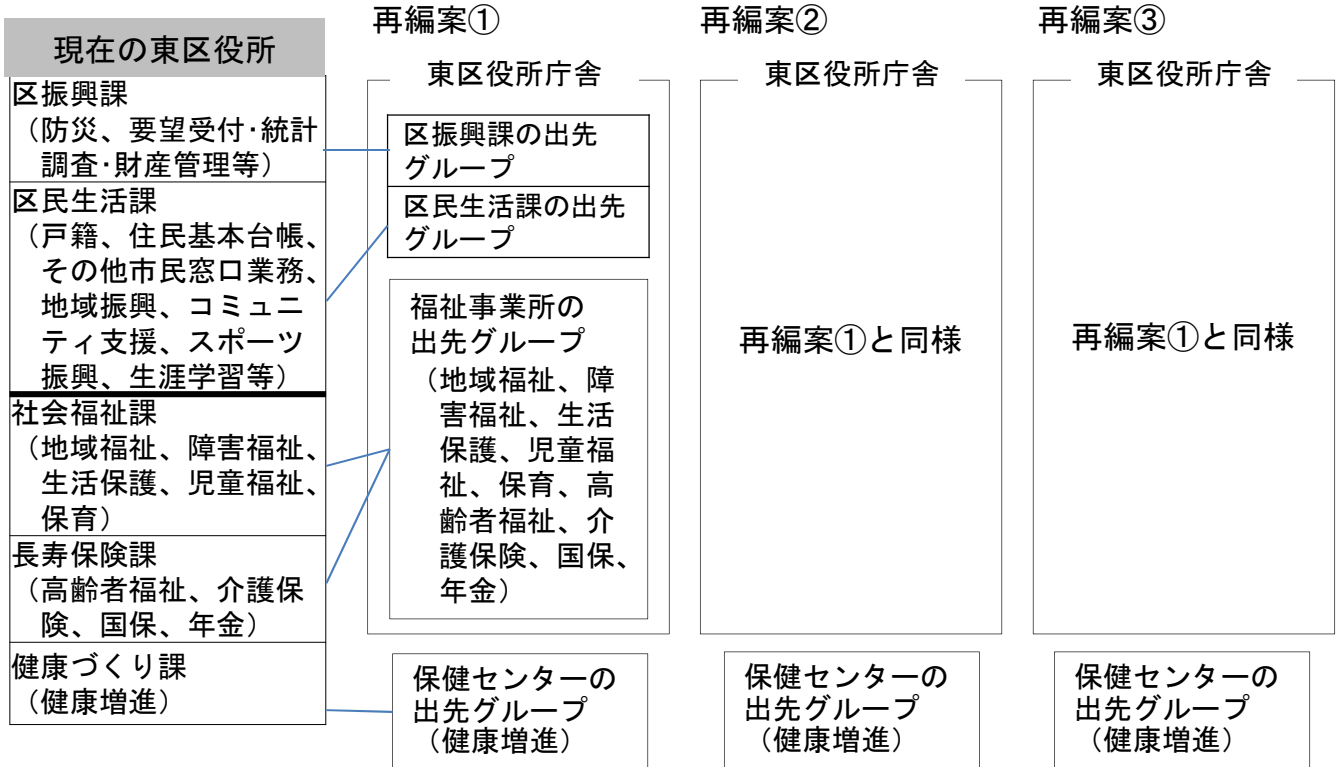 現在の東区役所
区振興課
（防災、要望受付･統計
調査･財産管理等）
区民生活課
（戸籍、住民基本台帳、
その他市民窓口業務、
地域振興、コミュニ
ティ支援、スポーツ
振興、生涯学習等）
社会福祉課
（地域福祉、障害福祉、
生活保護、児童福祉、
保育）
長寿保険課
（高齢者福祉、介護保
険、国保、年金）
健康づくり課
（健康増進）
再編案①
東区役所庁舎
区振興課の出先
グループ
区民生活課の出先
グループ
福祉事業所の
出先グループ
（地域福祉、障
害福祉、生活
保護、児童福
祉、保育、高
齢者福祉、介
護保険、国保、
年金）
保健センターの
出先グループ
（健康増進）
再編案②
東区役所庁舎
再編案①と同様
保健センターの
出先グループ
（健康増進）
再編案③
東区役所庁舎
再編案①と同様
保健センターの
出先グループ
（健康増進）